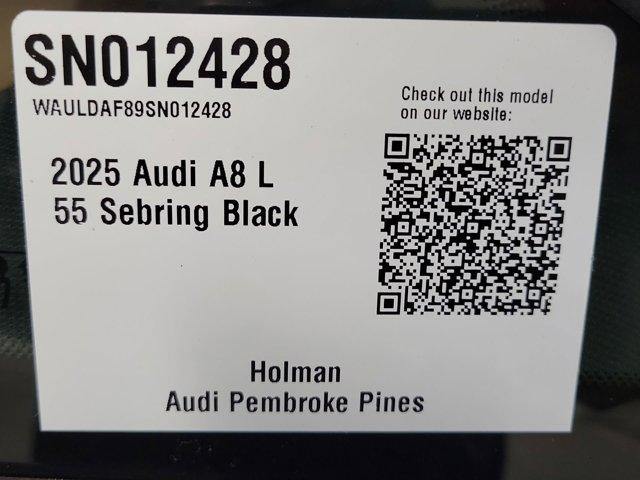 SN012428
WAULDAF89SN012428
Check out this model
on our website:
2025 Audi A8 L
55 Sebring Black
Holman
Audi Pembroke Pines